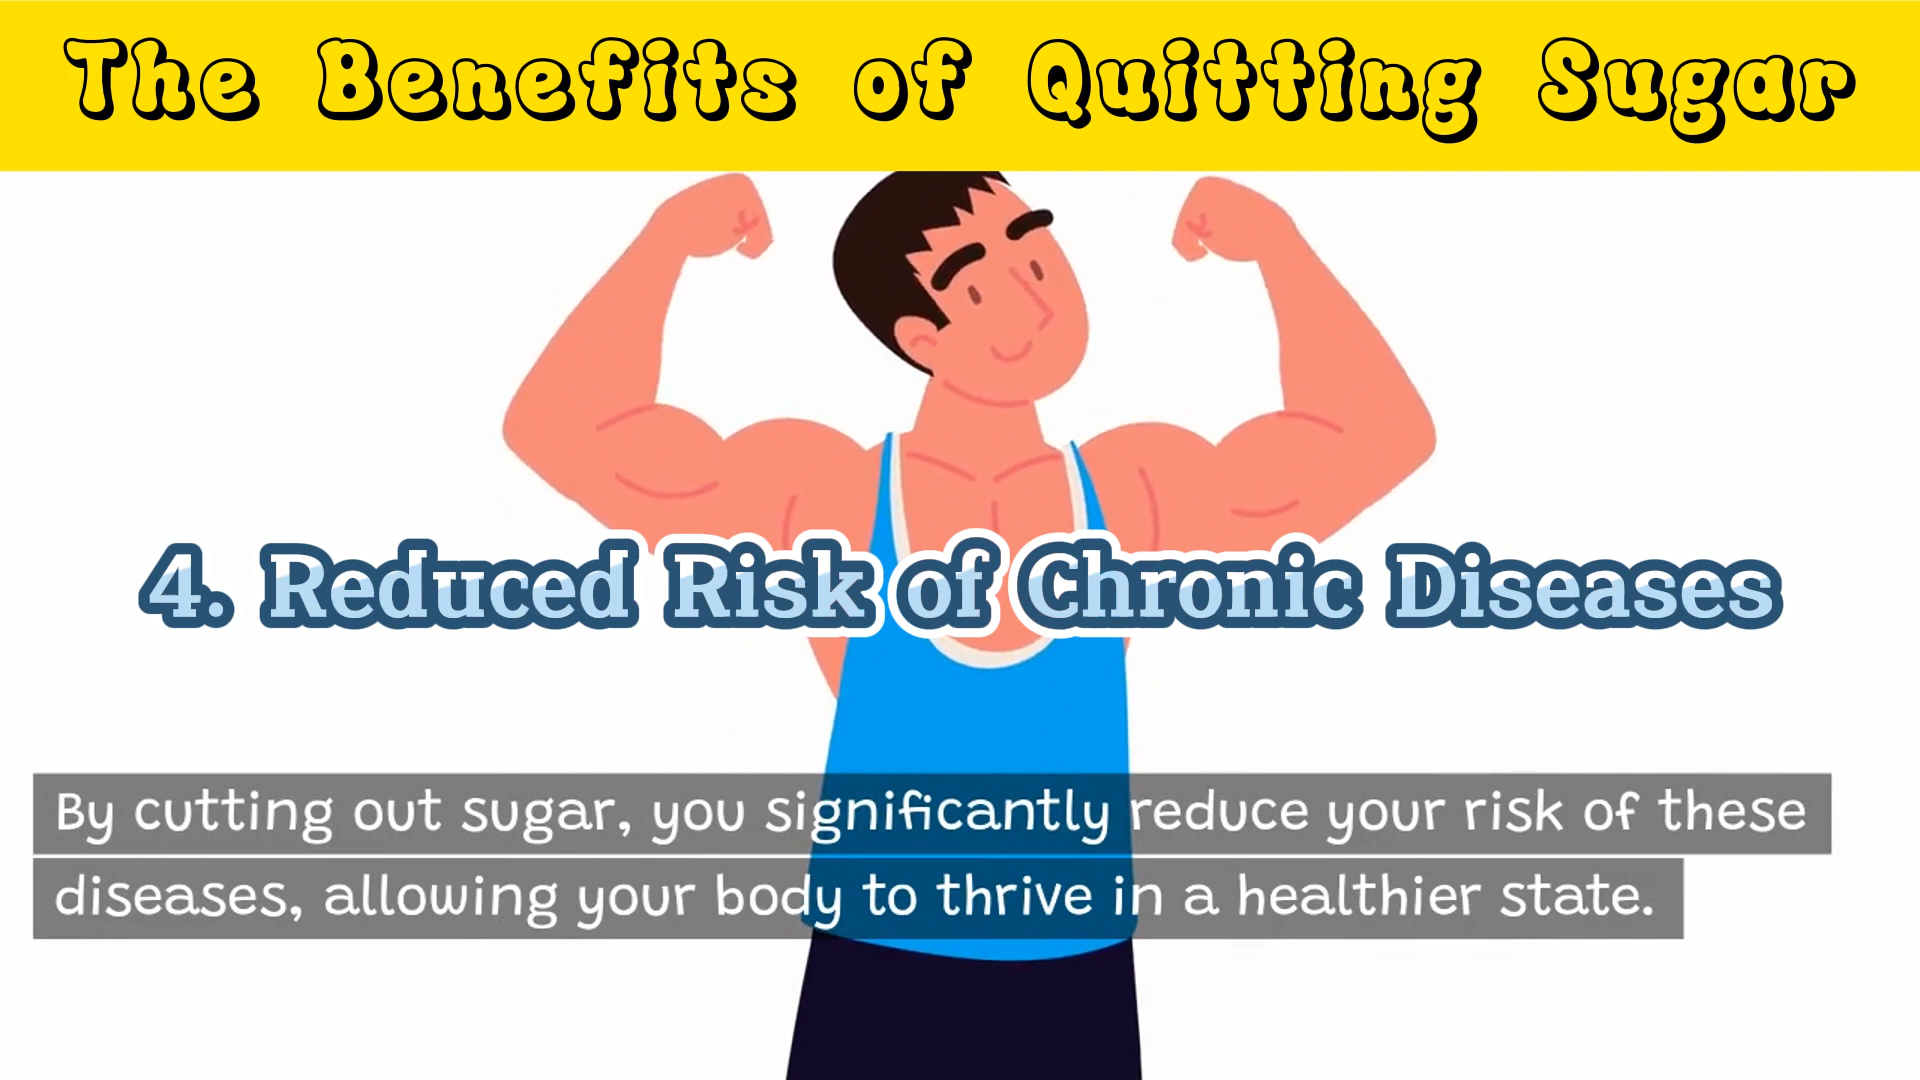 The Benefits of Quitting Sugar
4. Reduced Risk of Chronic Diseases
By cutting out sugar, you significantly reduce your risk of these
diseases, allowing your body to thrive in a healthier state.